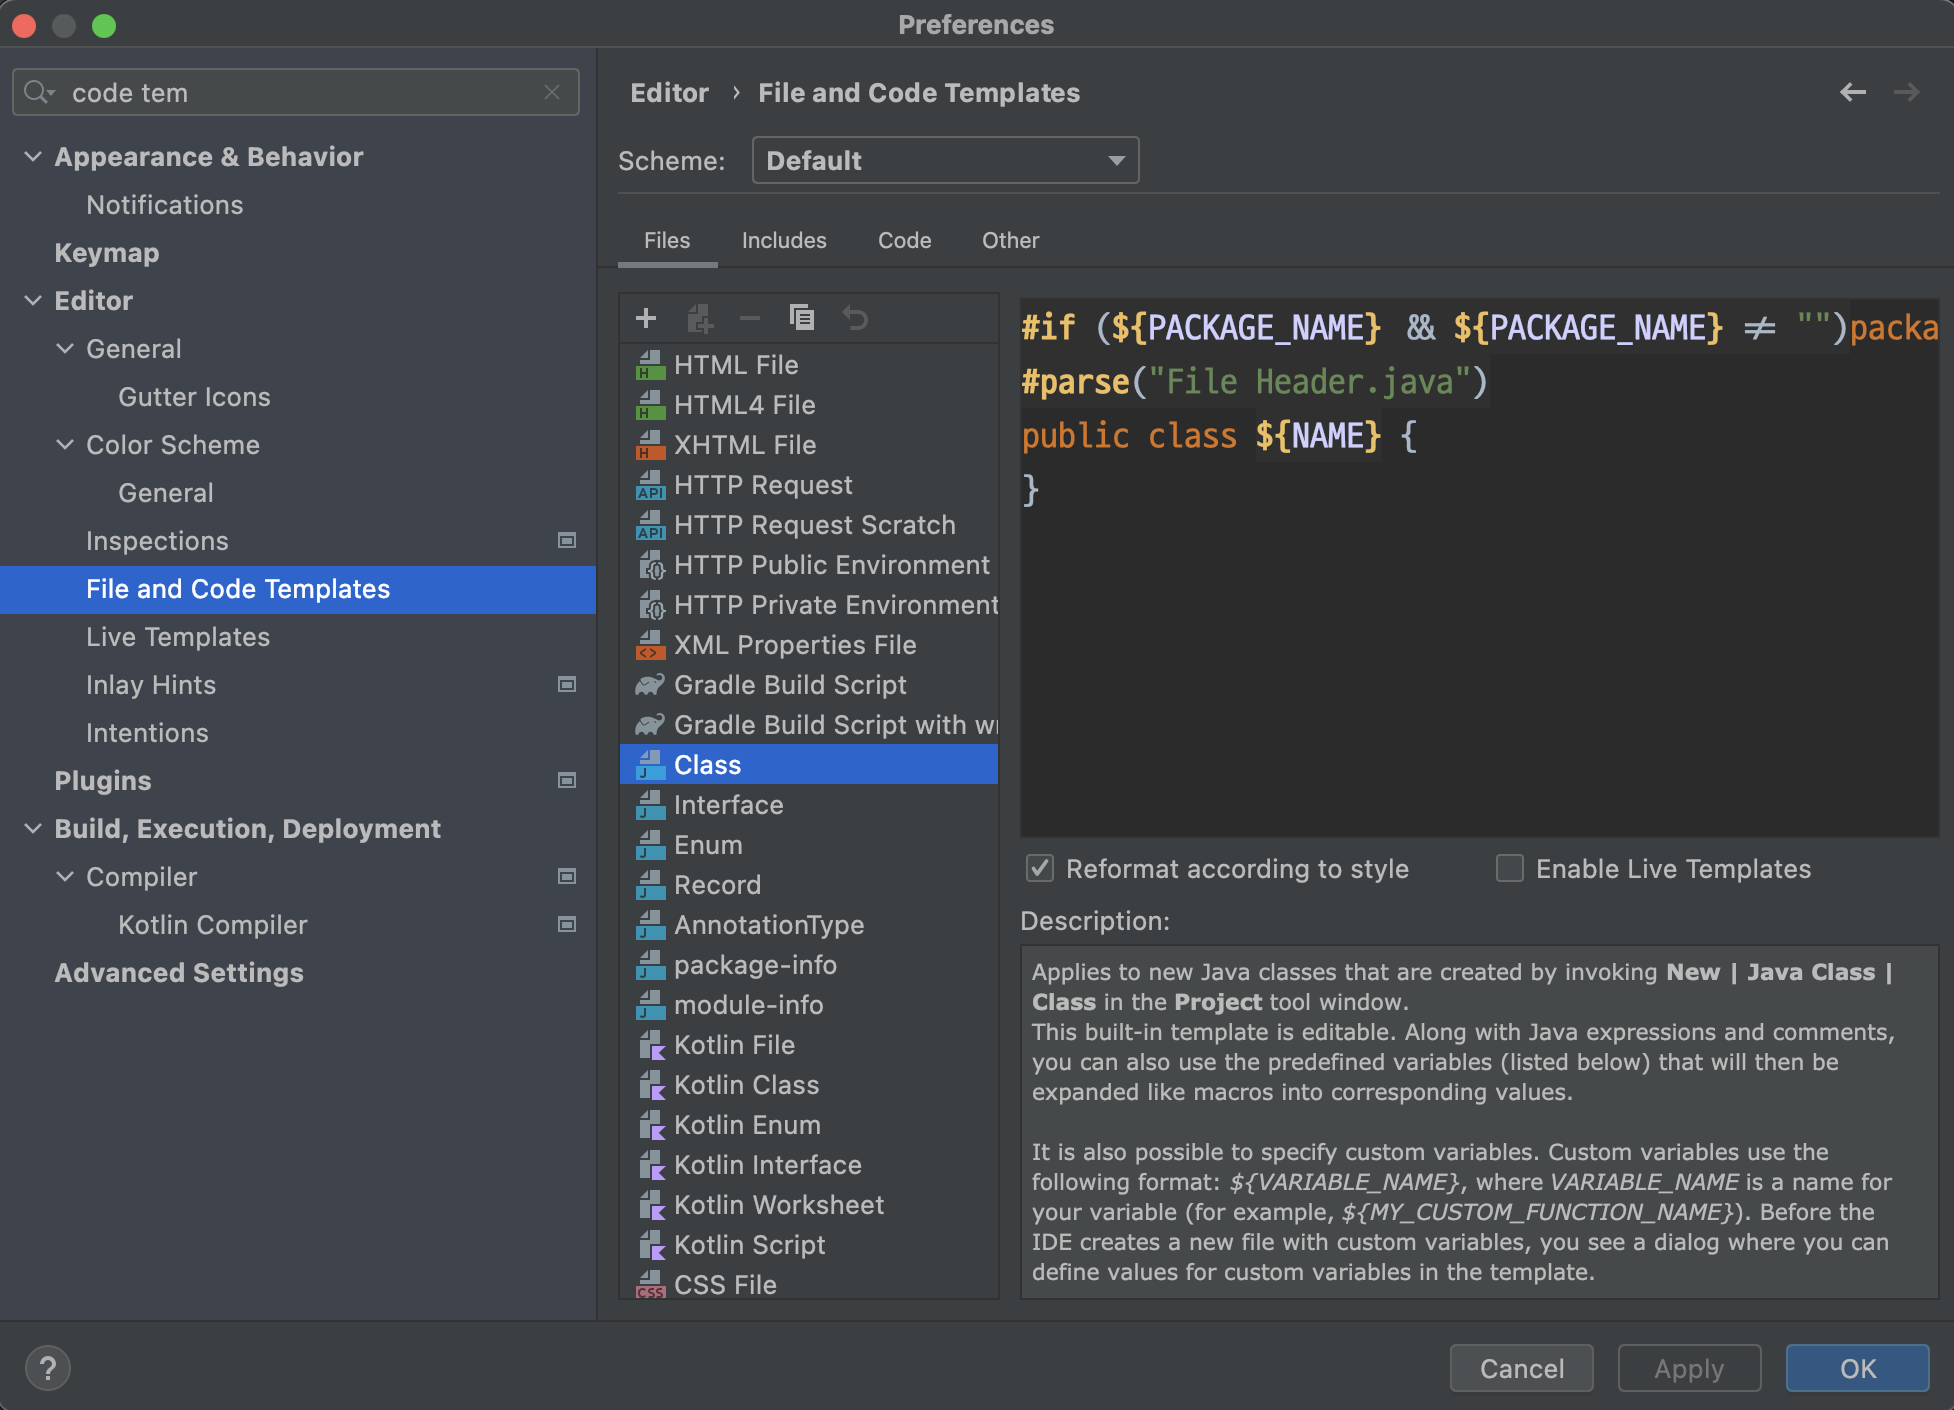 Preferences
code tem
Appearance & Behavior
Notifications
Keymap
Editor
General
Gutter Icons
Color Scheme
General
Inspections
File and Code Templates
Live Templates
Inlay Hints
Intentions
Plugins
Build, Execution, Deployment
Compiler
Kotlin Compiler
Advanced Settings
Editor › File and Code Templates
Scheme: Default
Files Includes Code Other
HTML File
HTML4 File
XHTML File
HTTP Request
HTTP Request Scratch
HTTP Public Environment
HTTP Private Environment
XML Properties File
Gradle Build Script
Gradle Build Script with wr
Class
Interface
Enum
Record
AnnotationType
package-info
module-info
Kotlin File
Kotlin Class
Kotlin Enum
Kotlin Interface
Kotlin Worksheet
Kotlin Script
CSS File
#if (${PACKAGE_NAME} && ${PACKAGE_NAME} ≠ "")packa
#parse("File Header.java")
public class ${NAME} {
}
Reformat according to style Enable Live Templates
Description:
Applies to new Java classes that are created by invoking New | Java Class |
Class in the Project tool window.
This built-in template is editable. Along with Java expressions and comments,
you can also use the predefined variables (listed below) that will then be
expanded like macros into corresponding values.
It is also possible to specify custom variables. Custom variables use the
following format: ${VARIABLE_NAME}, where VARIABLE_NAME is a name for
your variable (for example, ${MY_CUSTOM_FUNCTION_NAME}). Before the
IDE creates a new file with custom variables, you see a dialog where you can
define values for custom variables in the template.
? Cancel Apply OK